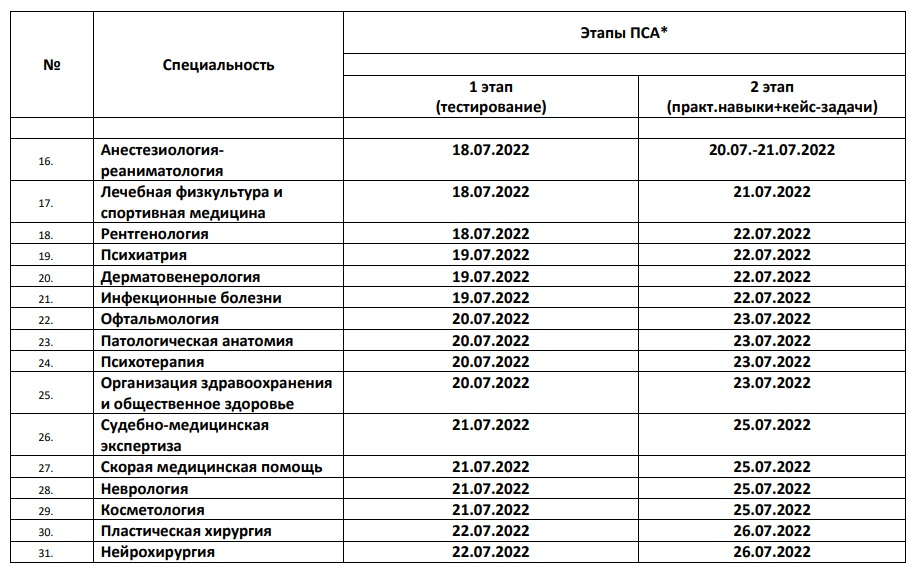 №
Специальность
Этапы ПСА*
1 этап
(тестирование)
2 этап
(практ.навыки+кейс-задачи)
16. Анестезиология-
реаниматология 18.07.2022 20.07.-21.07.2022
17. Лечебная физкультура и
спортивная медицина 18.07.2022 21.07.2022
18. Рентгенология 18.07.2022 22.07.2022
19. Психиатрия 19.07.2022 22.07.2022
20. Дерматовенерология 19.07.2022 22.07.2022
21. Инфекционные болезни 19.07.2022 22.07.2022
22. Офтальмология 20.07.2022 23.07.2022
23. Патологическая анатомия 20.07.2022 23.07.2022
24. Психотерапия 20.07.2022 23.07.2022
25. Организация здравоохранения
и общественное здоровье 20.07.2022 23.07.2022
26. Судебно-медицинская
экспертиза 21.07.2022 25.07.2022
27. Скорая медицинская помощь 21.07.2022 25.07.2022
28. Неврология 21.07.2022 25.07.2022
29. Косметология 21.07.2022 25.07.2022
30. Пластическая хирургия 22.07.2022 26.07.2022
31. Нейрохирургия 22.07.2022 26.07.2022